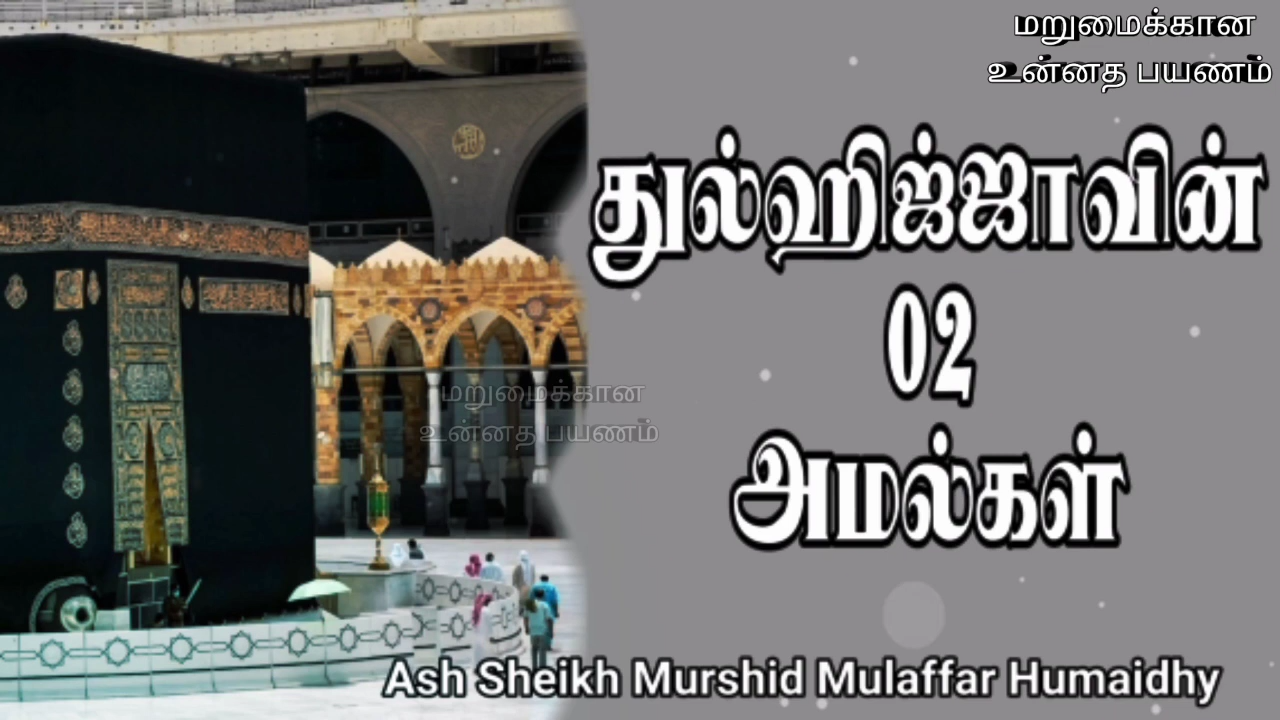 மறுமைக்கான
உன்னத பயணம்
துல்ஹிஜ்ஜாவின்
02
அமல்கள்
மறுமைக்கான
உன்னத பயணம்
Ash Sheikh Murshid Mulaffar Humaidhy